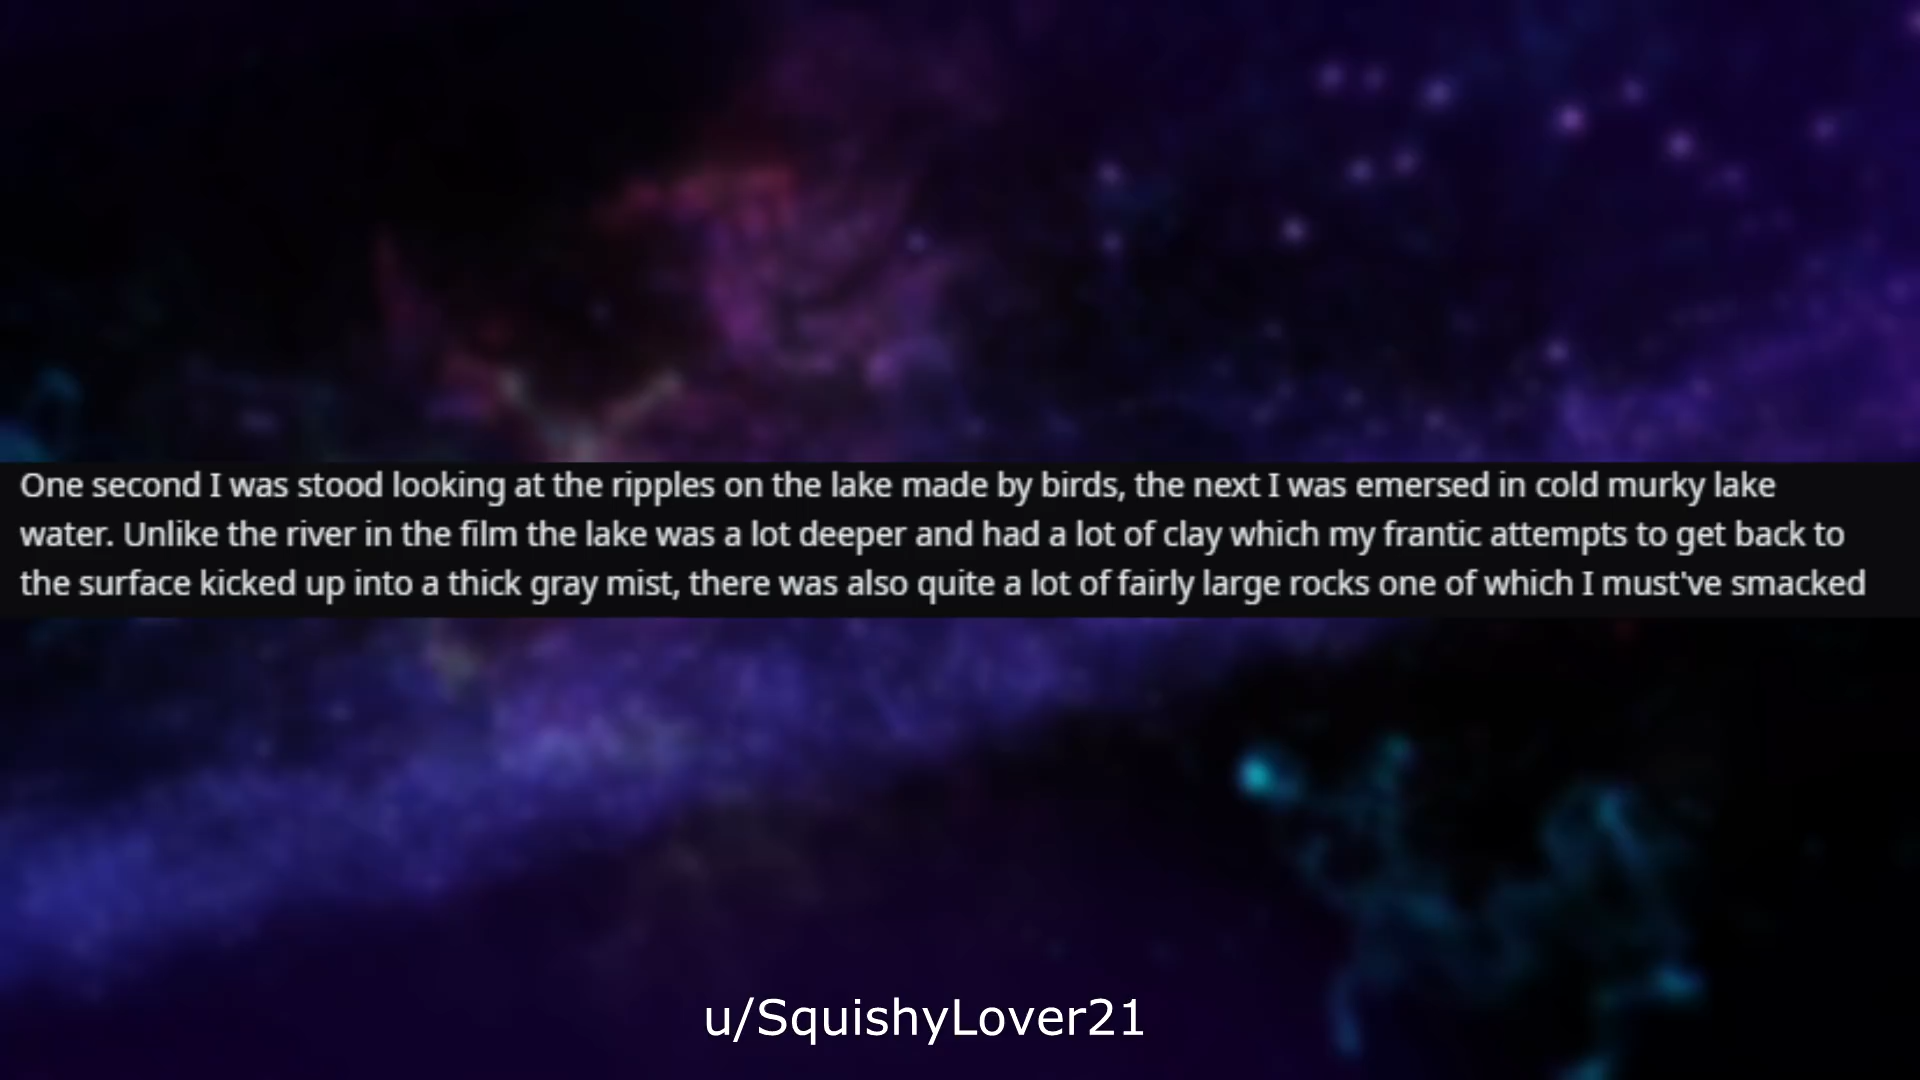 One second I was stood looking at the ripples on the lake made by birds, the next I was emersed in cold murky lake
water. Unlike the river in the film the lake was a lot deeper and had a lot of clay which my frantic attempts to get back to
the surface kicked up into a thick gray mist, there was also quite a lot of fairly large rocks one of which I must've smacked
u/SquishyLover21